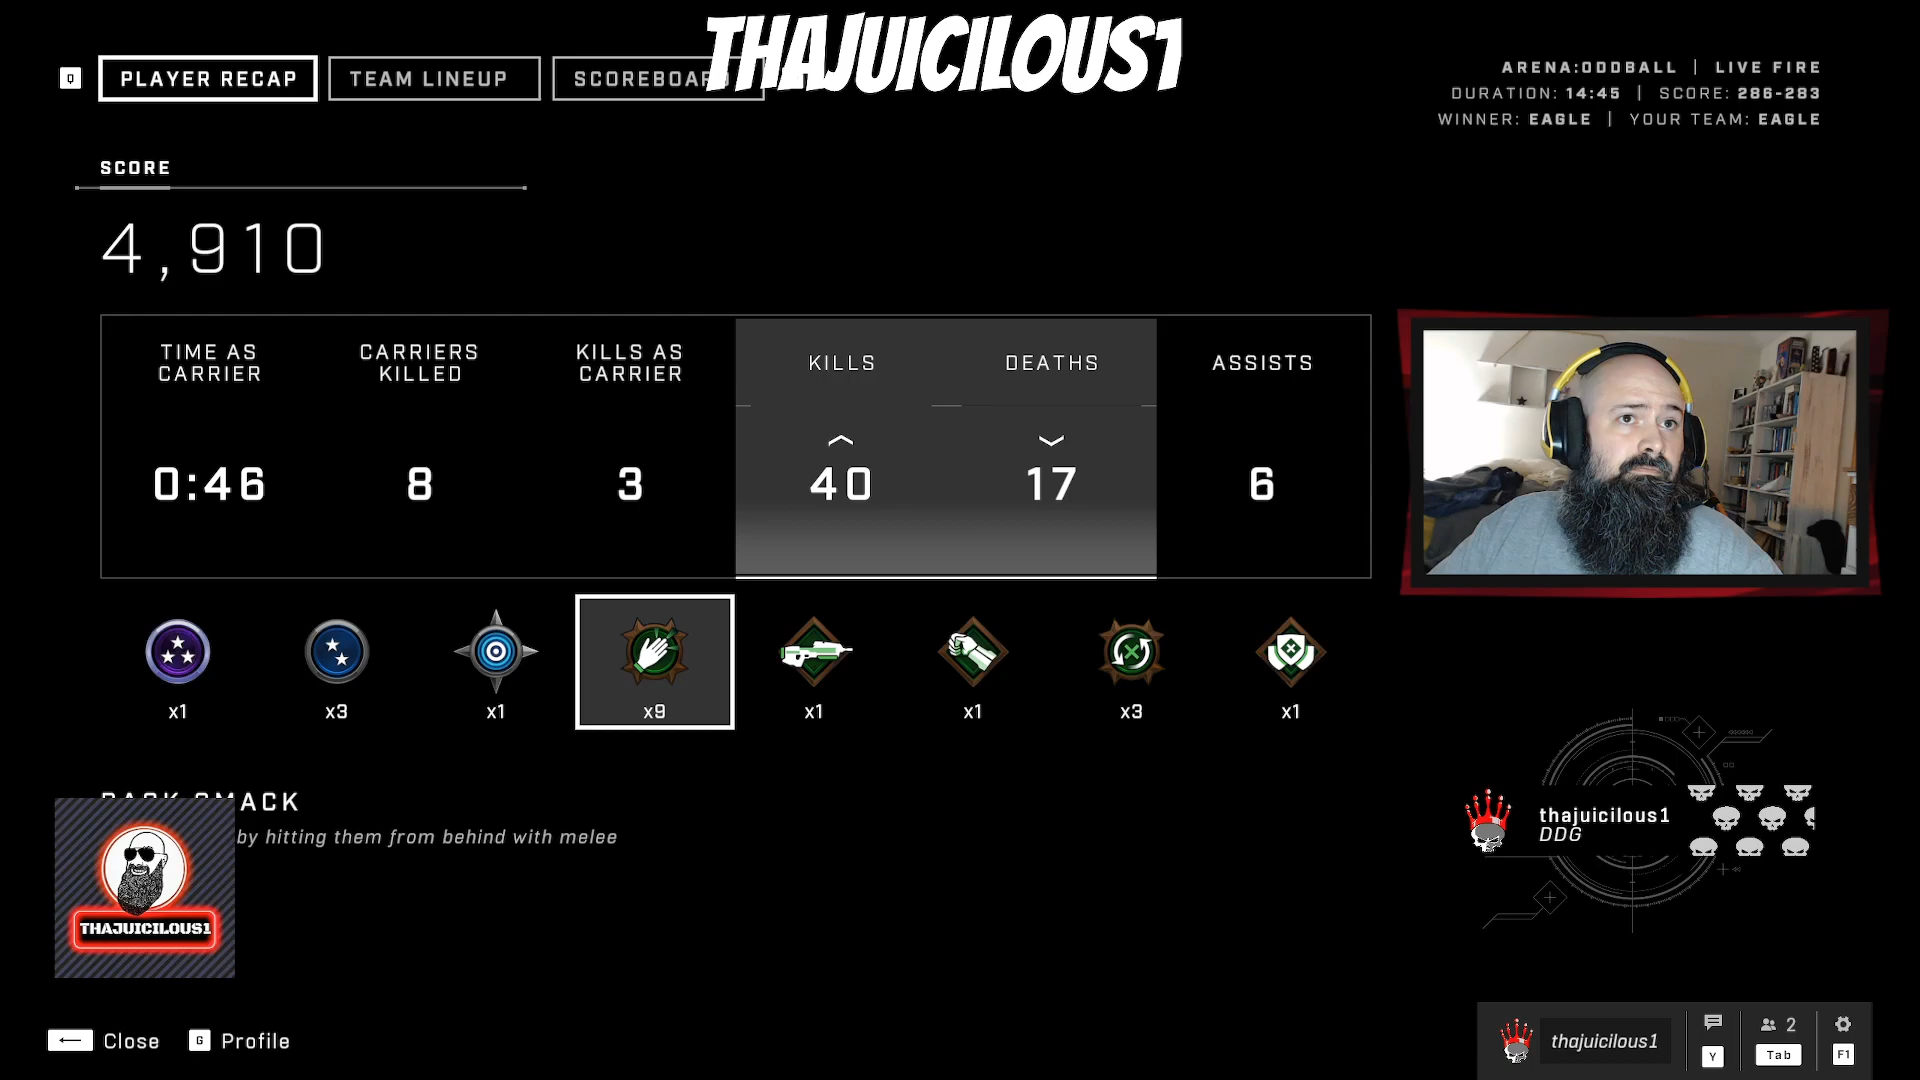 THAJUICILOUS1
Q PLAYER RECAP TEAM LINEUP SCOREBOARD
ARENA:ODDBALL | LIVE FIRE
DURATION: 14:45 | SCORE: 286-283
WINNER: EAGLE | YOUR TEAM: EAGLE
SCORE
4,910
TIME AS CARRIER
CARRIERS KILLED
KILLS AS CARRIER
KILLS
DEATHS
ASSISTS
0:46 8 3 40 17 6
x1 x3 x1 x9 x1 x1 x3 x1
BACK SMACK
by hitting them from behind with melee
THAJUICILOUS1
thajuicilous1
DDG
Close G Profile
thajuicilous1 Y 2 Tab F1